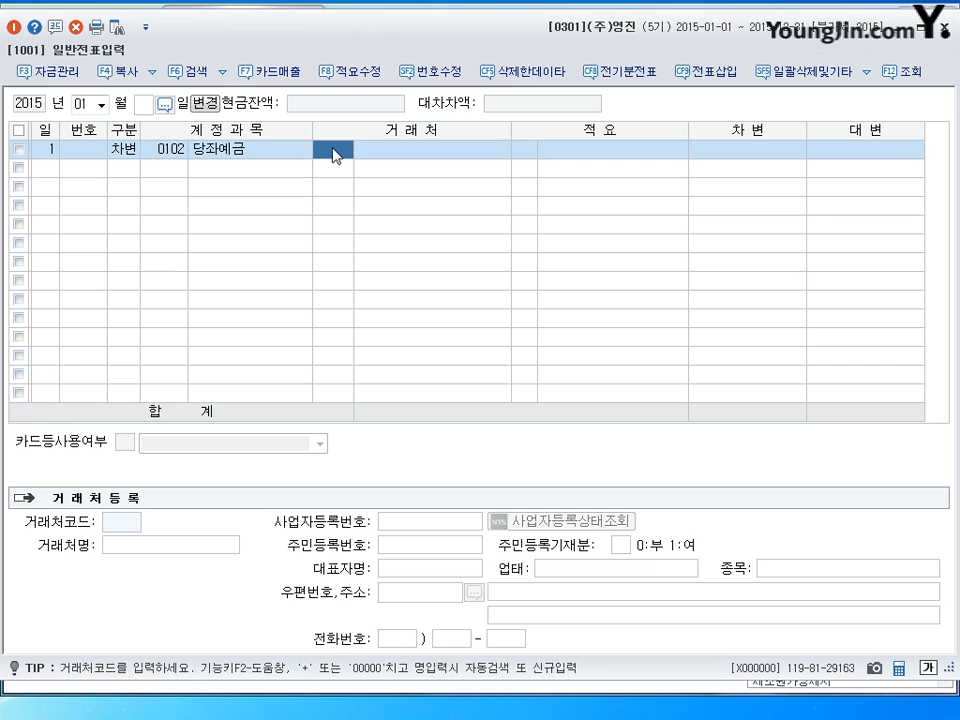 [0301](주)영진 (5기) 2015-01-01 ~
YoungJin.com Y.
[1001] 일반전표입력
F3 자금관리 F4 복사 F6 검색 F7 카드매출 F8 적요수정 SF2 번호수정 CF5 삭제한데이타 CF8 전기분전표 CF9 전표삽입 SF5 일괄삭제및기타 F12 조회
2015 년 01 월 일 변경 현금잔액: 대차차액:
일 번호 구분 계 정 과 목 거 래 처 적 요 차 변 대 변
1 차변 0102 당좌예금
합 계
카드등사용여부
거 래 처 등 록
거래처코드: 사업자등록번호: NTS 사업자등록상태조회
거래처명: 주민등록번호: 주민등록기재분: 0:부 1:여
대표자명: 업태: 종목:
우편번호,주소:
전화번호: ) -
TIP : 거래처코드를 입력하세요. 기능키F2-도움창, '+' 또는 '00000'치고 명입력시 자동검색 또 신규입력
[X000000] 119-81-29163 가